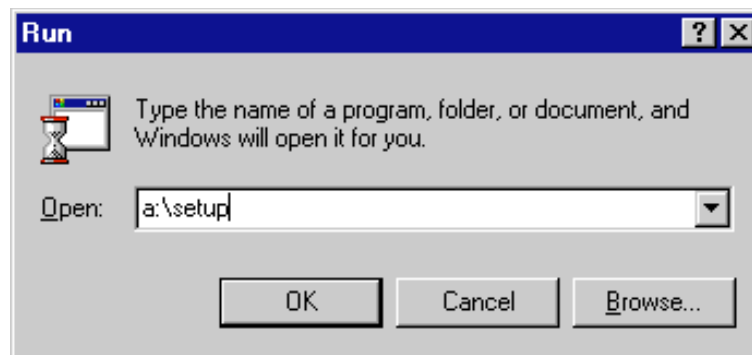 Run
Type the name of a program, folder, or document, and
Windows will open it for you.
Open: a:\setup
OK Cancel Browse...